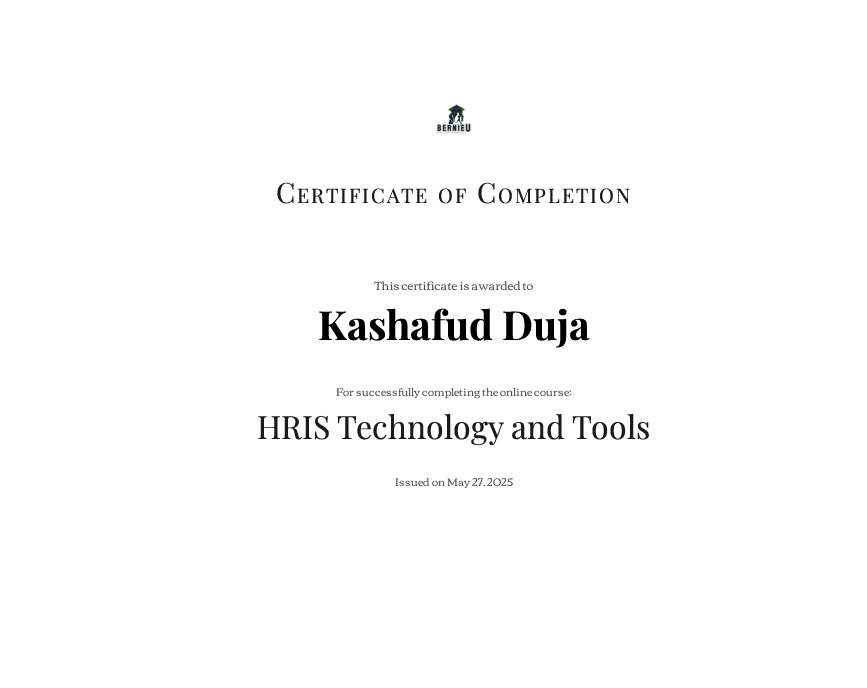 BERNIEU
Certificate of Completion
This certificate is awarded to
Kashafud Duja
For successfully completing the online course:
HRIS Technology and Tools
Issued on May 27, 2025